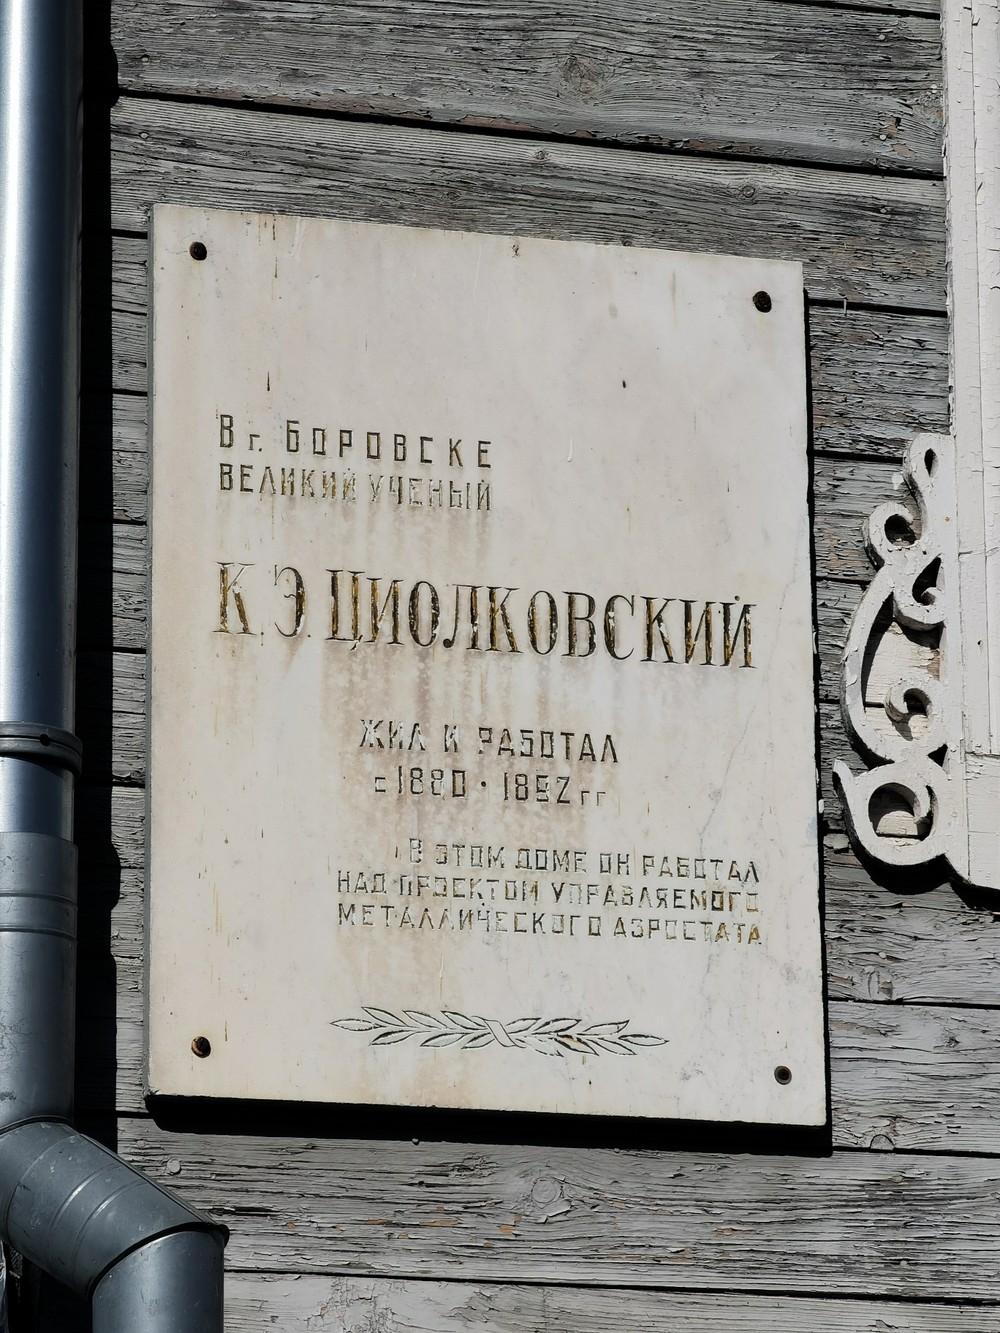 В г. БОРОВСКЕ
ВЕЛИКИЙ УЧЕНЫЙ
К. Э. ЦИОЛКОВСКИЙ
ЖИЛ И РАБОТАЛ
с 1880 · 1892 гг
В ЭТОМ ДОМЕ ОН РАБОТАЛ
НАД ПРОЕКТОМ УПРАВЛЯЕМОГО
МЕТАЛЛИЧЕСКОГО АЭРОСТАТА